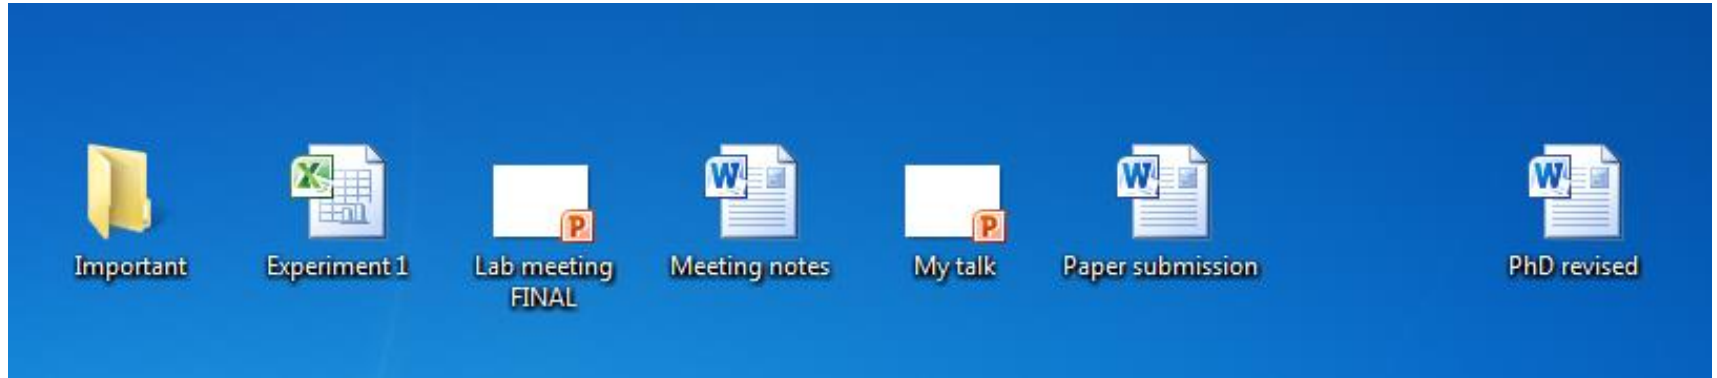 Important
Experiment 1
Lab meeting
FINAL
Meeting notes
My talk
Paper submission
PhD revised